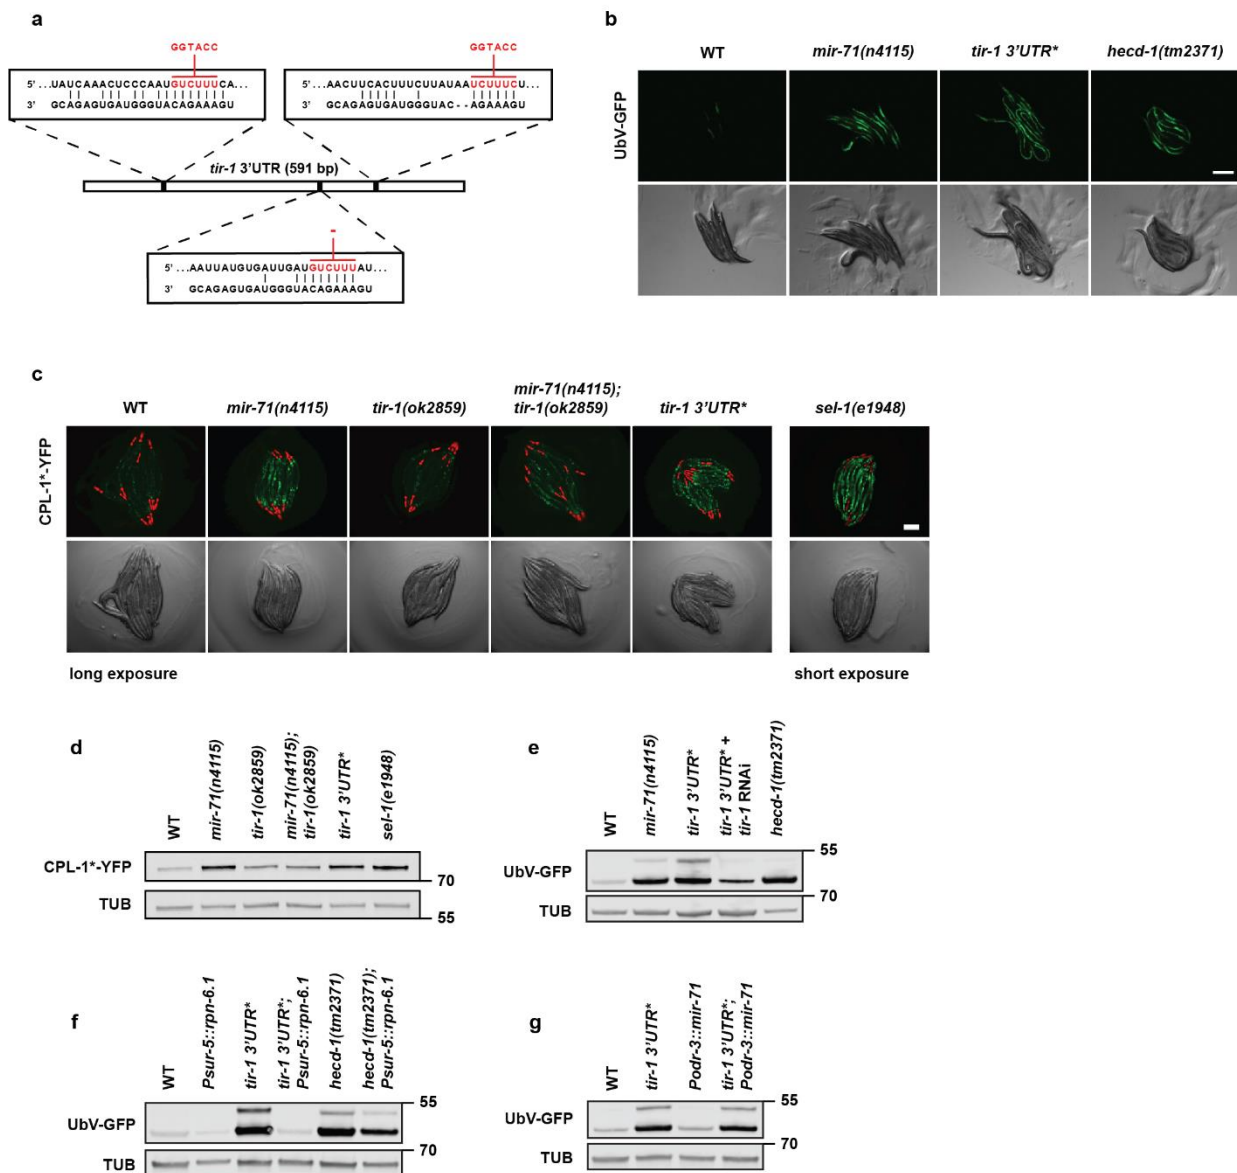 a
GGTACC
GGTACC
5' ...UAUCAAACUCCCAAUGUCUUUCA...
3' GCAGAGUGAUGGGUACAGAAAGU
5' ...AACUUCACUUUCUUAUAAUCUUUCU...
3' GCAGAGUGAUGGGUAC--AGAAAGU
tir-1 3'UTR (591 bp)
-
5' ...AAUUAUGUGAUUGAUGUCUUUAU...
3' GCAGAGUGAUGGGUACAGAAAGU
b
WT
mir-71(n4115)
tir-1 3'UTR*
hecd-1(tm2371)
UbV-GFP
c
WT
mir-71(n4115)
tir-1(ok2859)
mir-71(n4115);
tir-1(ok2859)
tir-1 3'UTR*
sel-1(e1948)
CPL-1*-YFP
long exposure
short exposure
d
WT
mir-71(n4115)
tir-1(ok2859)
mir-71(n4115);
tir-1(ok2859)
tir-1 3'UTR*
sel-1(e1948)
CPL-1*-YFP
70
TUB
55
e
WT
mir-71(n4115)
tir-1 3'UTR*
tir-1 3'UTR* +
tir-1 RNAi
hecd-1(tm2371)
55
UbV-GFP
70
TUB
f
WT
Psur-5::rpn-6.1
tir-1 3'UTR*
tir-1 3'UTR*;
Psur-5::rpn-6.1
hecd-1(tm2371)
hecd-1(tm2371);
Psur-5::rpn-6.1
55
UbV-GFP
70
TUB
g
WT
tir-1 3'UTR*
Podr-3::mir-71
tir-1 3'UTR*;
Podr-3::mir-71
55
UbV-GFP
70
TUB